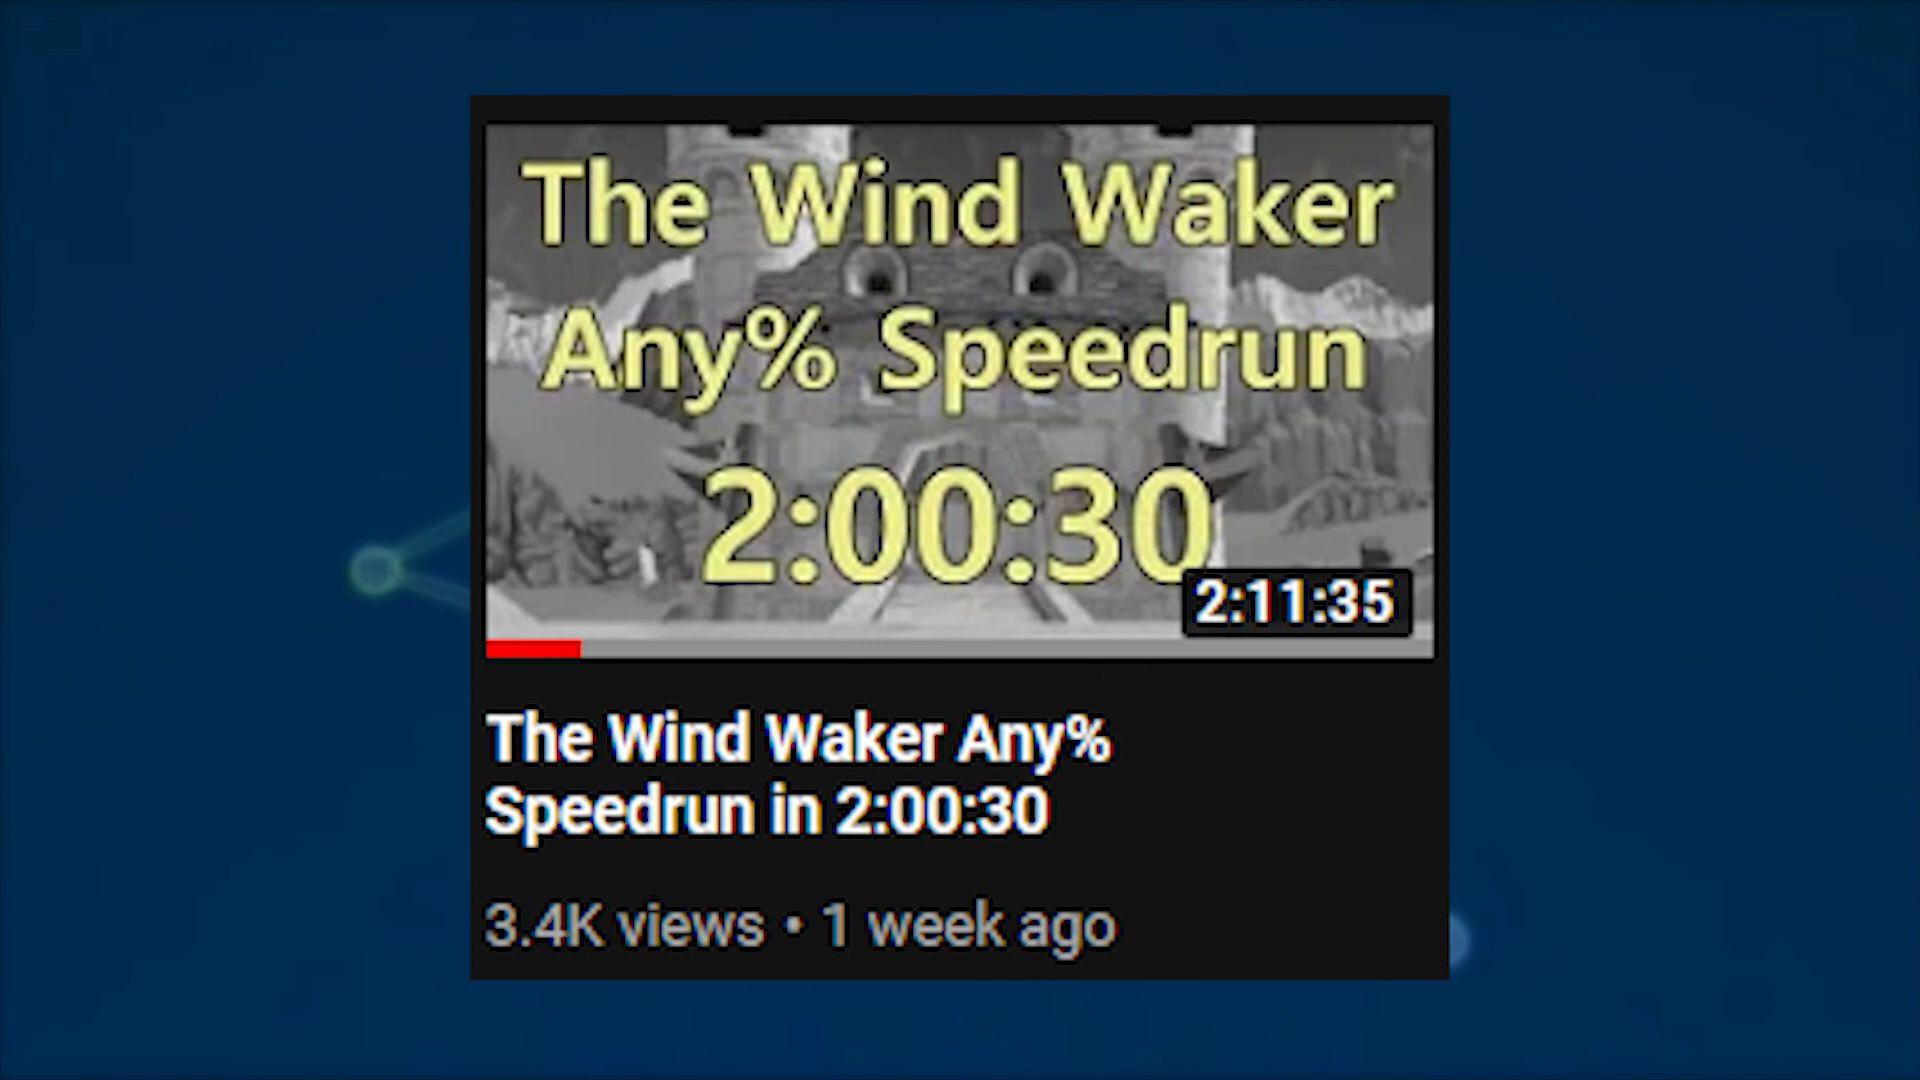 The Wind Waker
Any% Speedrun
2:00:30
2:11:35
The Wind Waker Any%
Speedrun in 2:00:30
3.4K views • 1 week ago